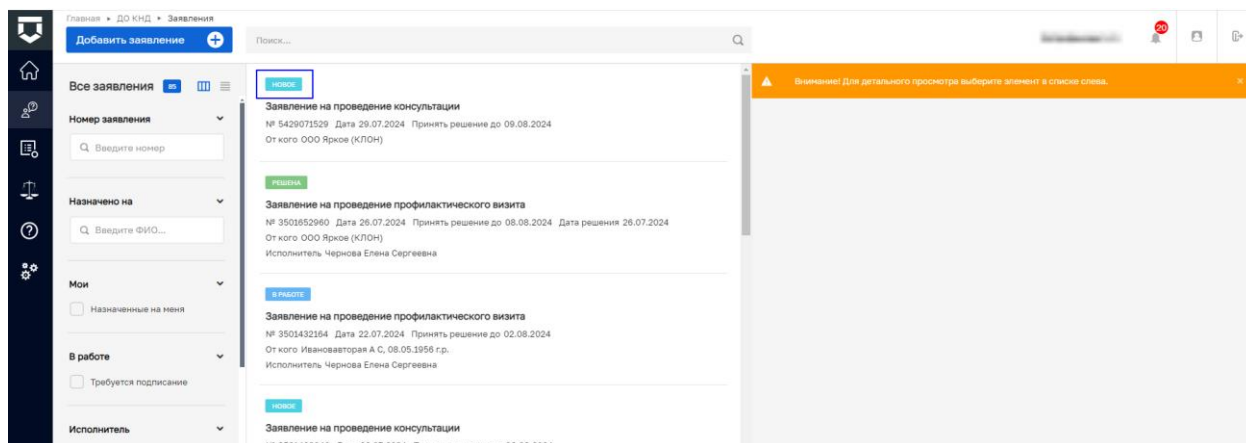 Главная ▸ ДО КНД ▸ Заявления
Добавить заявление
Поиск...
20
Все заявления 85
Номер заявления
Введите номер
Назначено на
Введите ФИО...
Мои
Назначенные на меня
В работе
Требуется подписание
Исполнитель
НОВОЕ
Заявление на проведение консультации
№ 5429071529 Дата 29.07.2024 Принять решение до 09.08.2024
От кого ООО Яркое (КЛОН)
РЕШЕНА
Заявление на проведение профилактического визита
№ 3501652960 Дата 26.07.2024 Принять решение до 08.08.2024 Дата решения 26.07.2024
От кого ООО Яркое (КЛОН)
Исполнитель Чернова Елена Сергеевна
В РАБОТЕ
Заявление на проведение профилактического визита
№ 3501432164 Дата 22.07.2024 Принять решение до 02.08.2024
От кого Ивановавторая А С, 08.05.1956 г.р.
Исполнитель Чернова Елена Сергеевна
НОВОЕ
Заявление на проведение консультации
Внимание! Для детального просмотра выберите элемент в списке слева.